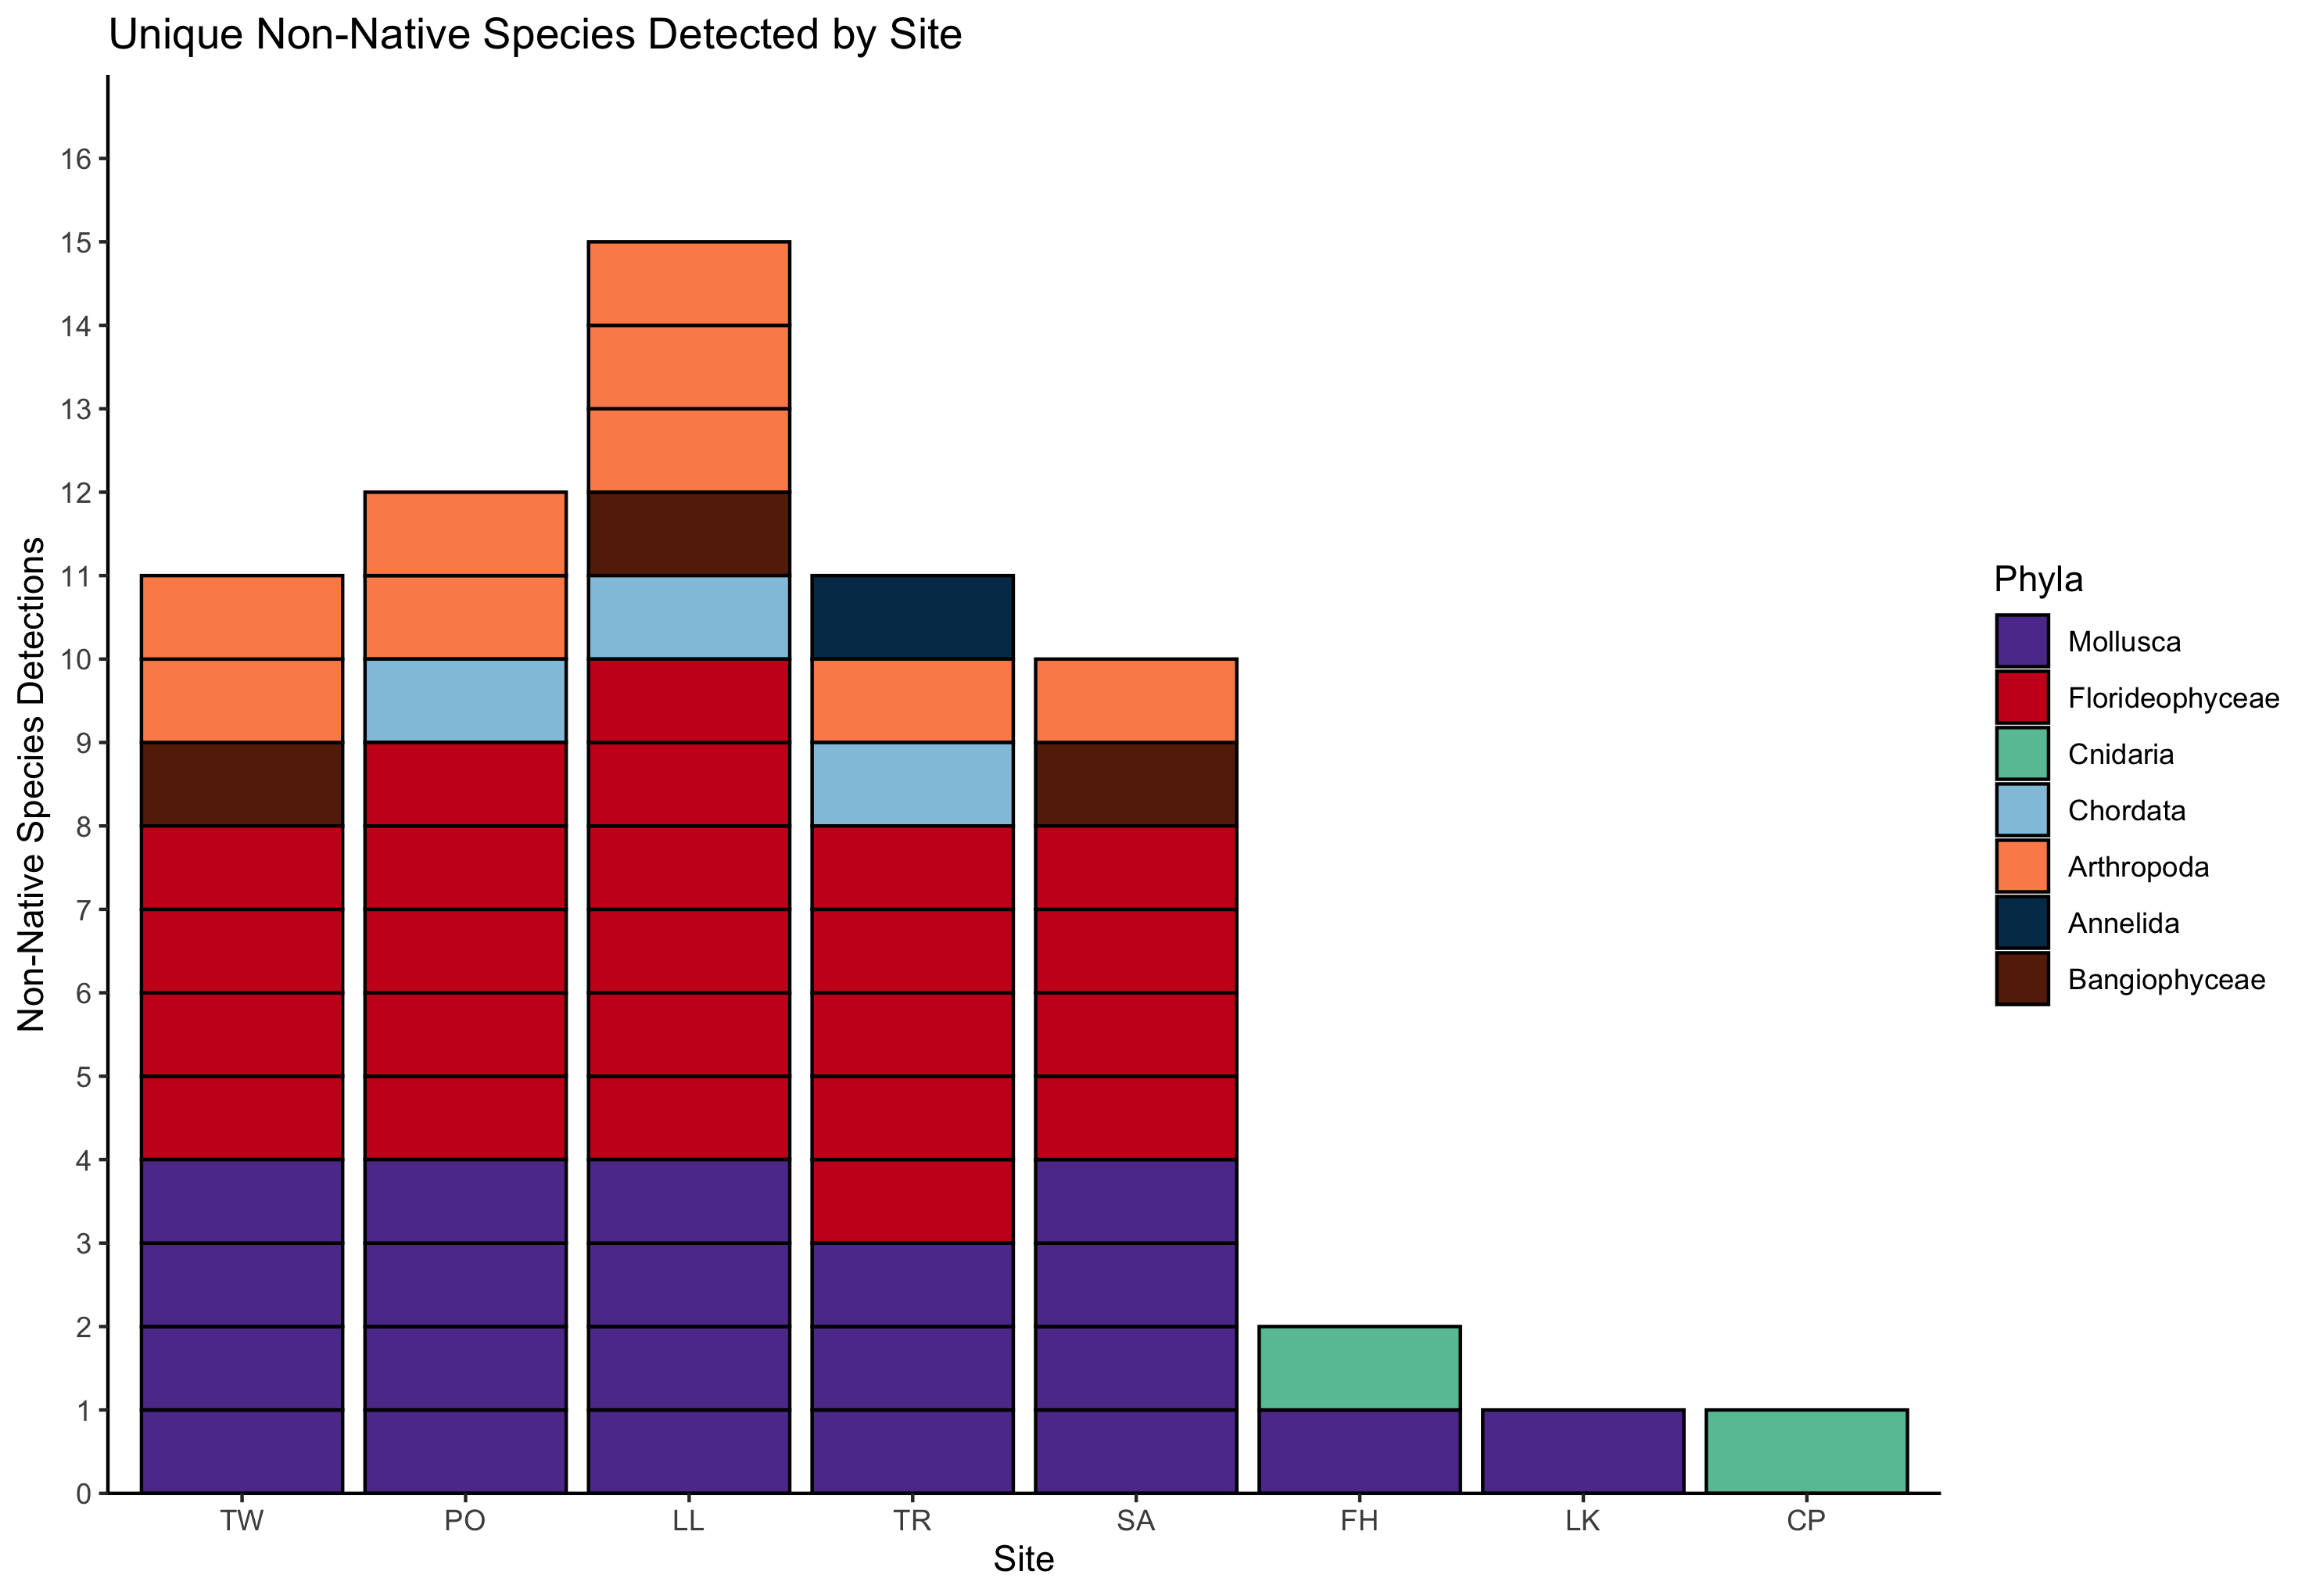 Unique Non-Native Species Detected by Site
16
15
14
13
12
11
10
9
8
7
6
5
4
3
2
1
0
Non-Native Species Detections
TW PO LL TR SA FH LK CP
Site
Phyla
Mollusca
Florideophyceae
Cnidaria
Chordata
Arthropoda
Annelida
Bangiophyceae